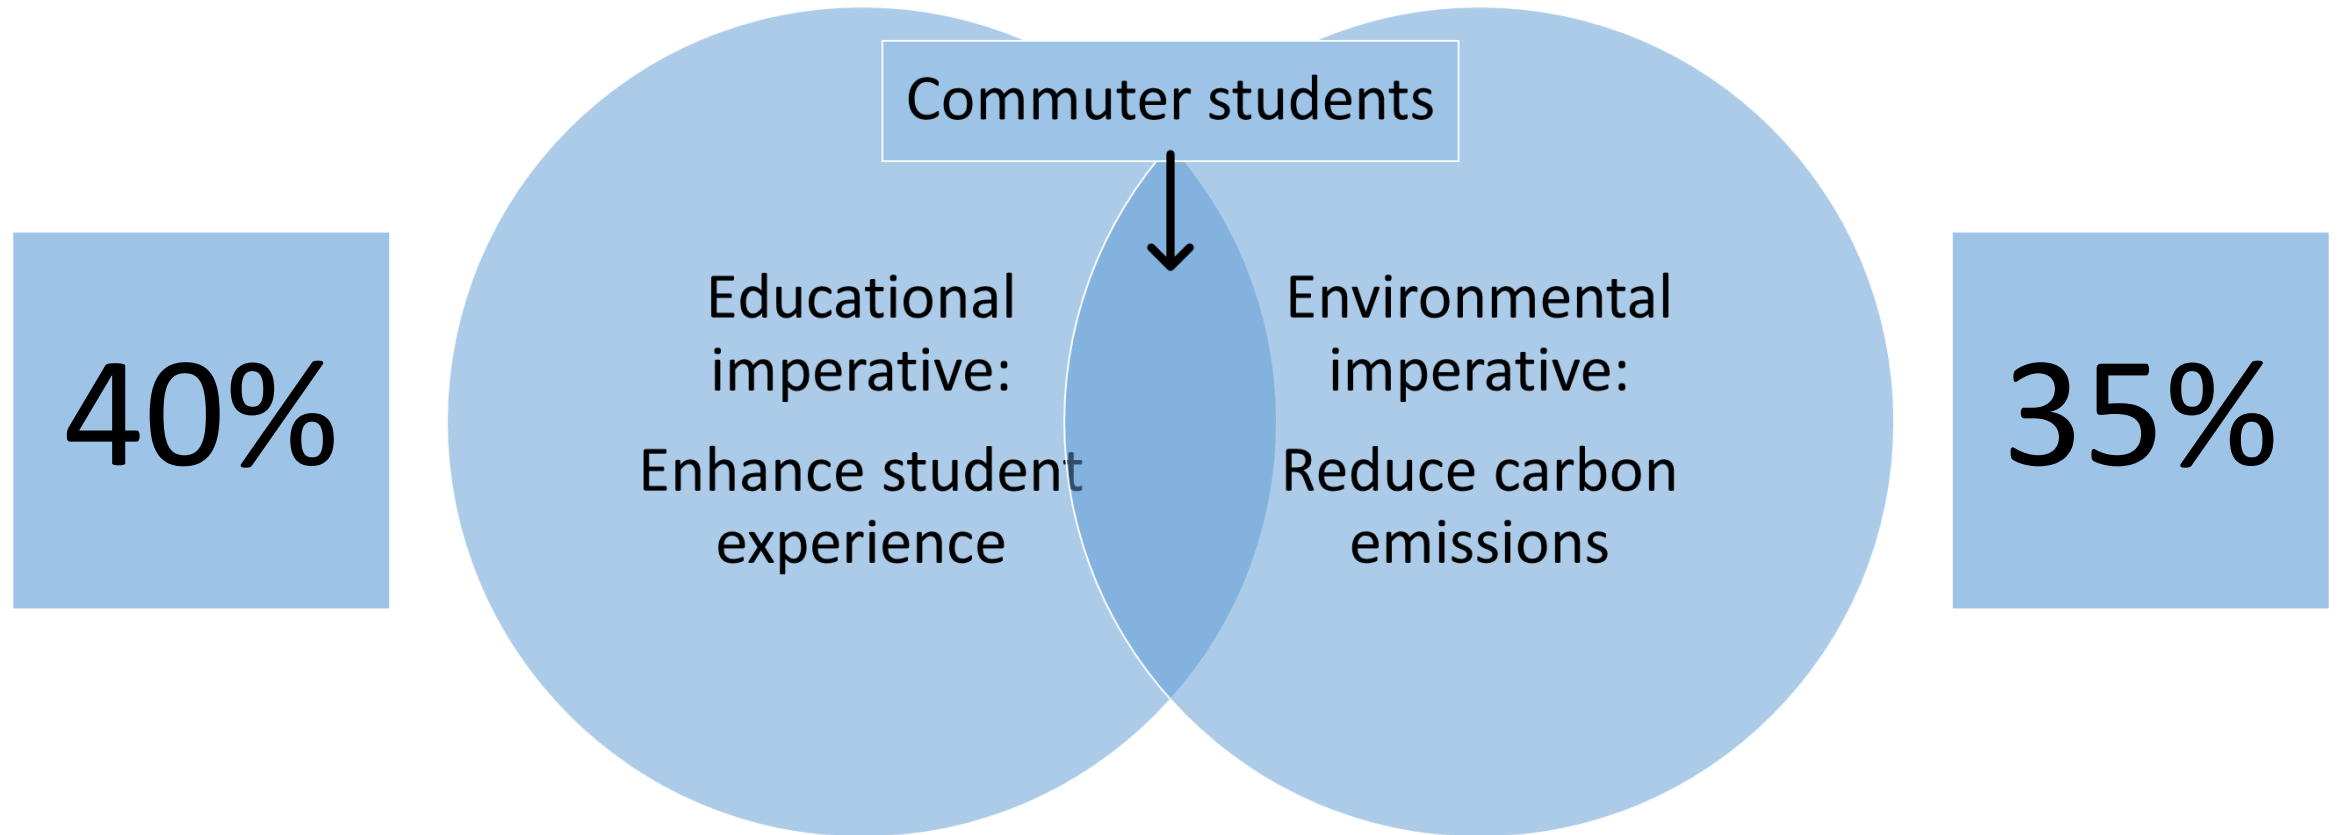 Commuter students
40%
Educational
imperative:
Enhance student
experience
Environmental
imperative:
Reduce carbon
emissions
35%